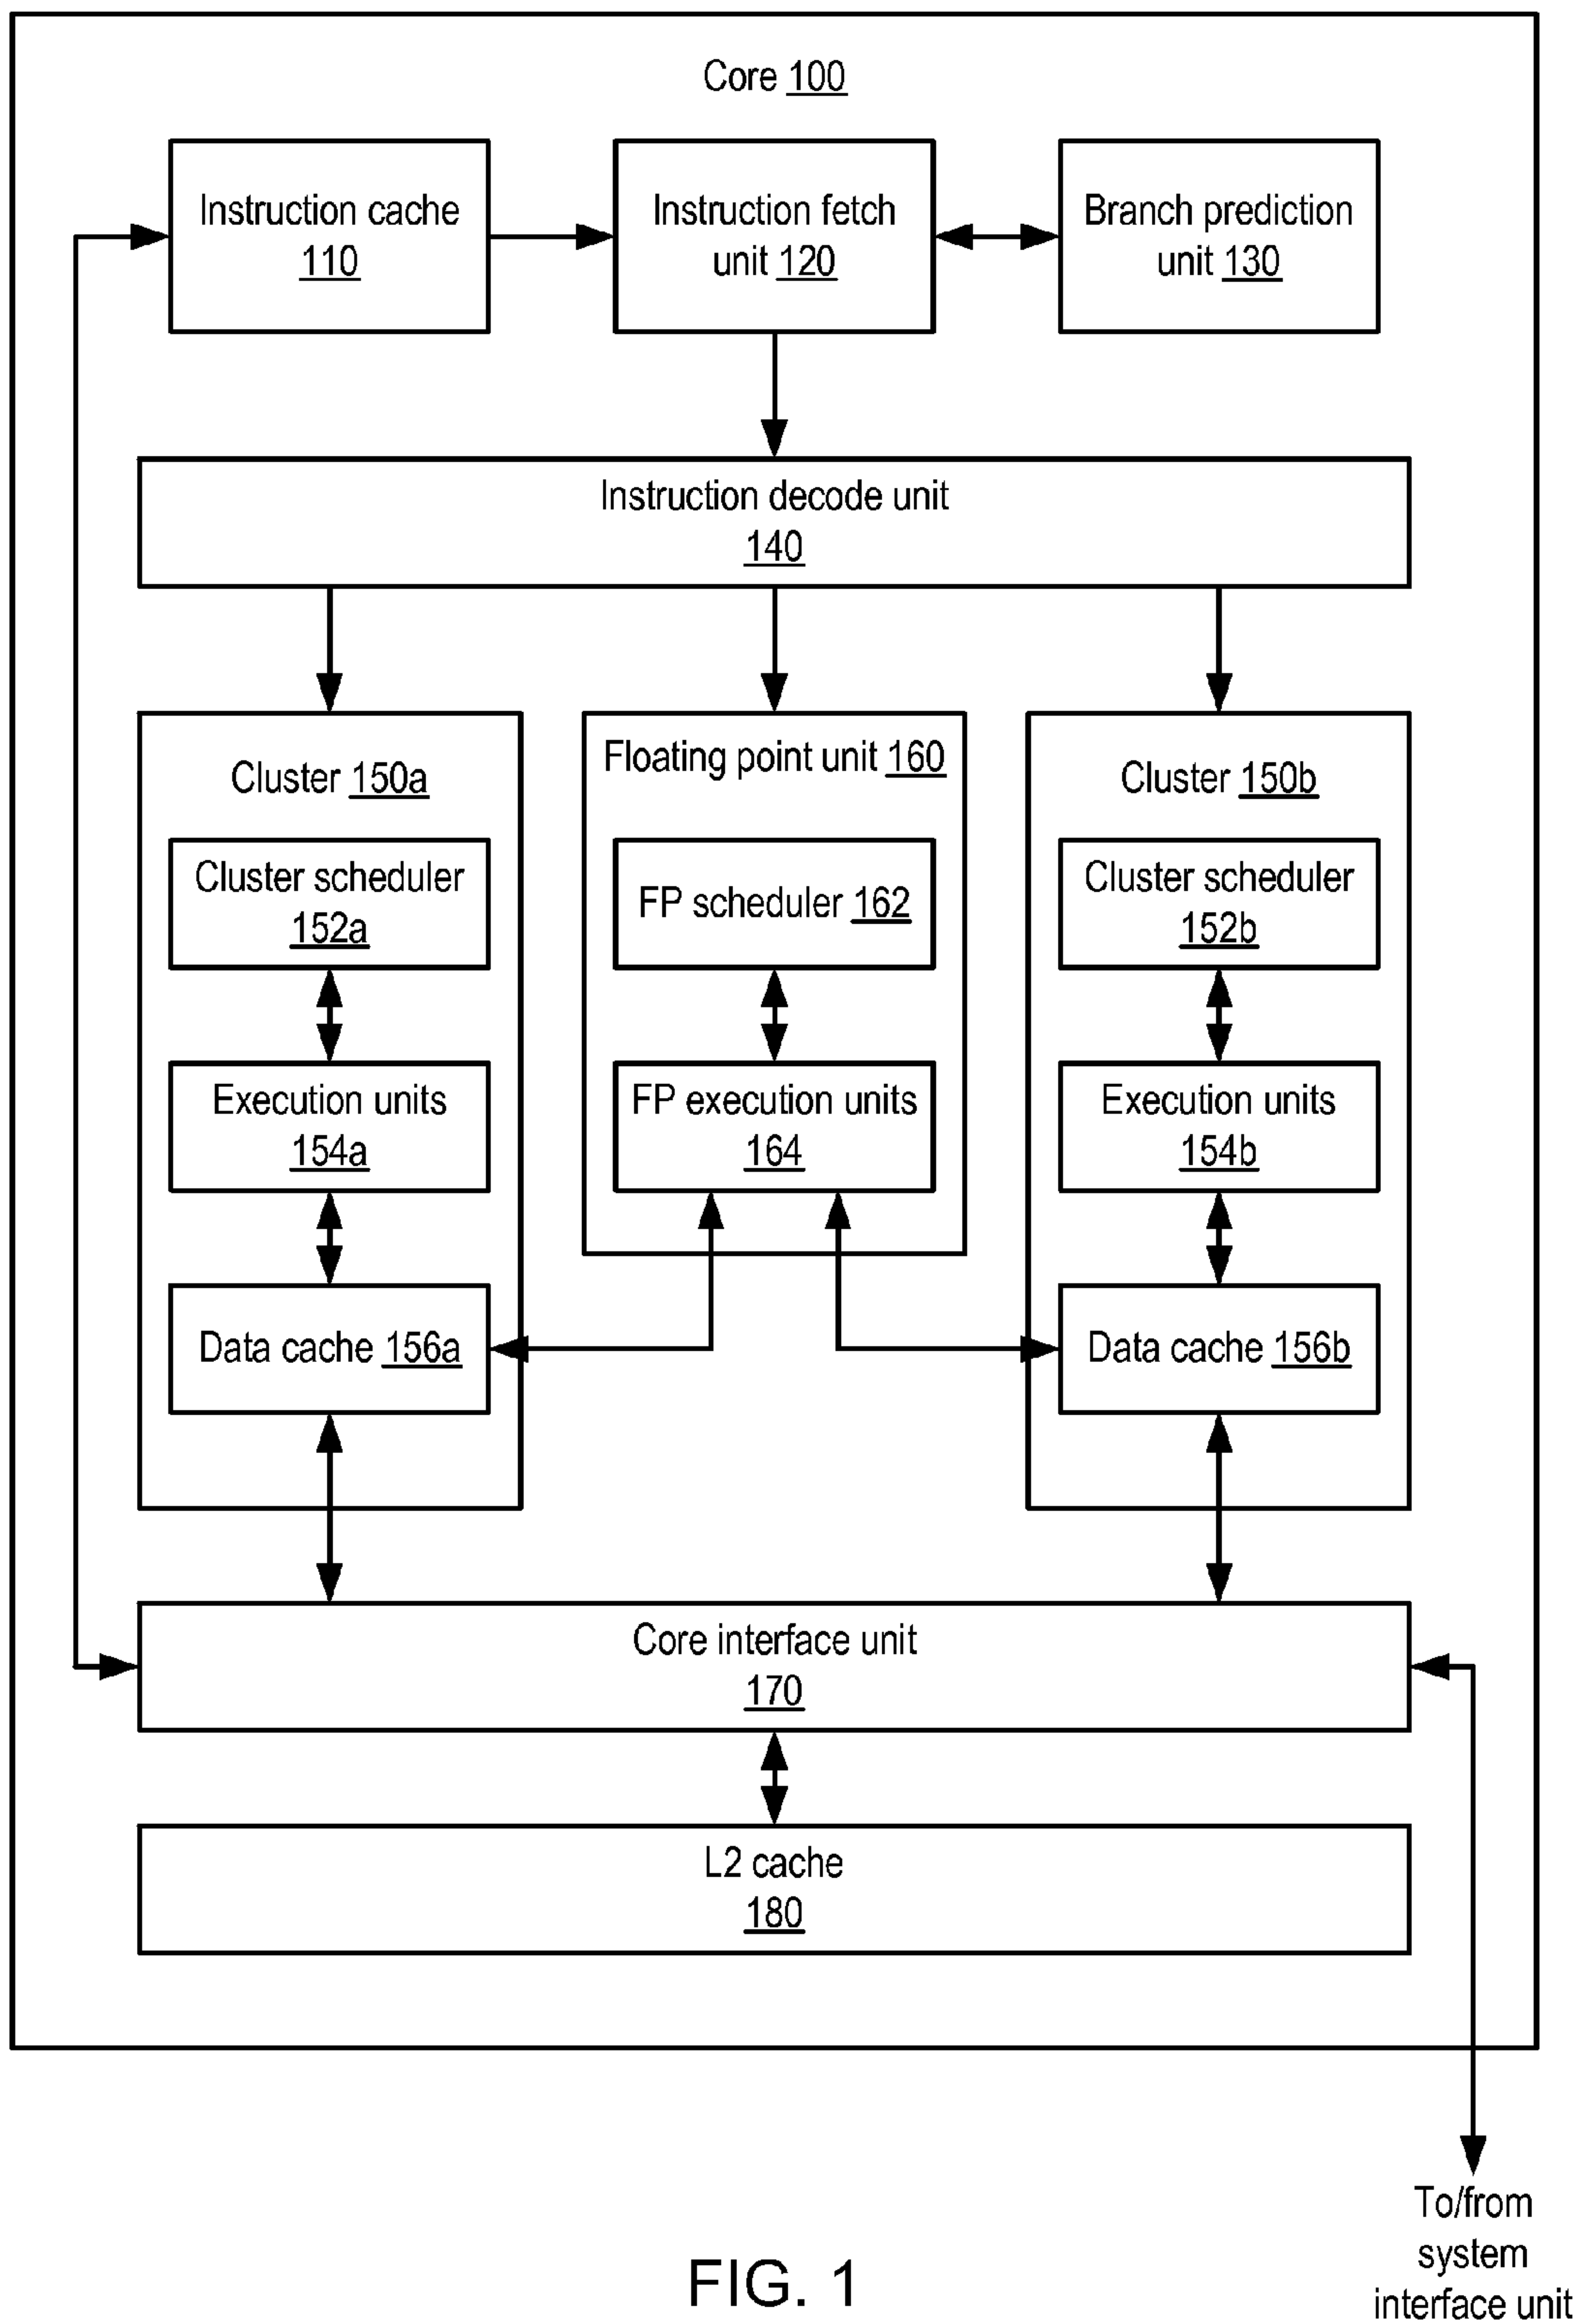 Core 100
Instruction cache
110
Instruction fetch
unit 120
Branch prediction
unit 130
Instruction decode unit
140
Cluster 150a
Cluster scheduler
152a
Execution units
154a
Data cache 156a
Floating point unit 160
FP scheduler 162
FP execution units
164
Cluster 150b
Cluster scheduler
152b
Execution units
154b
Data cache 156b
Core interface unit
170
L2 cache
180
To/from
system
interface unit
FIG. 1